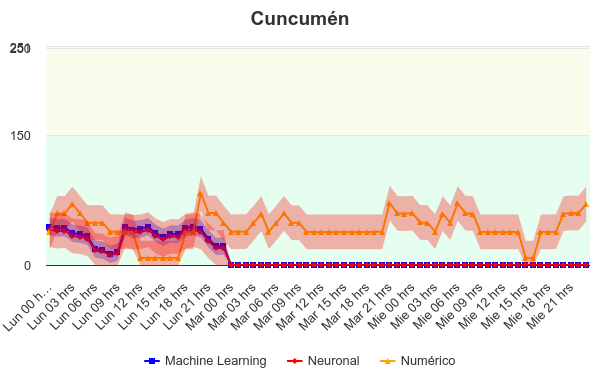 Cuncumén
250
150
0
Lun 00 h...
Lun 03 hrs
Lun 06 hrs
Lun 09 hrs
Lun 12 hrs
Lun 15 hrs
Lun 18 hrs
Lun 21 hrs
Mar 00 hrs
Mar 03 hrs
Mar 06 hrs
Mar 09 hrs
Mar 12 hrs
Mar 15 hrs
Mar 18 hrs
Mar 21 hrs
Mie 00 hrs
Mie 03 hrs
Mie 06 hrs
Mie 09 hrs
Mie 12 hrs
Mie 15 hrs
Mie 18 hrs
Mie 21 hrs
Machine Learning Neuronal Numérico